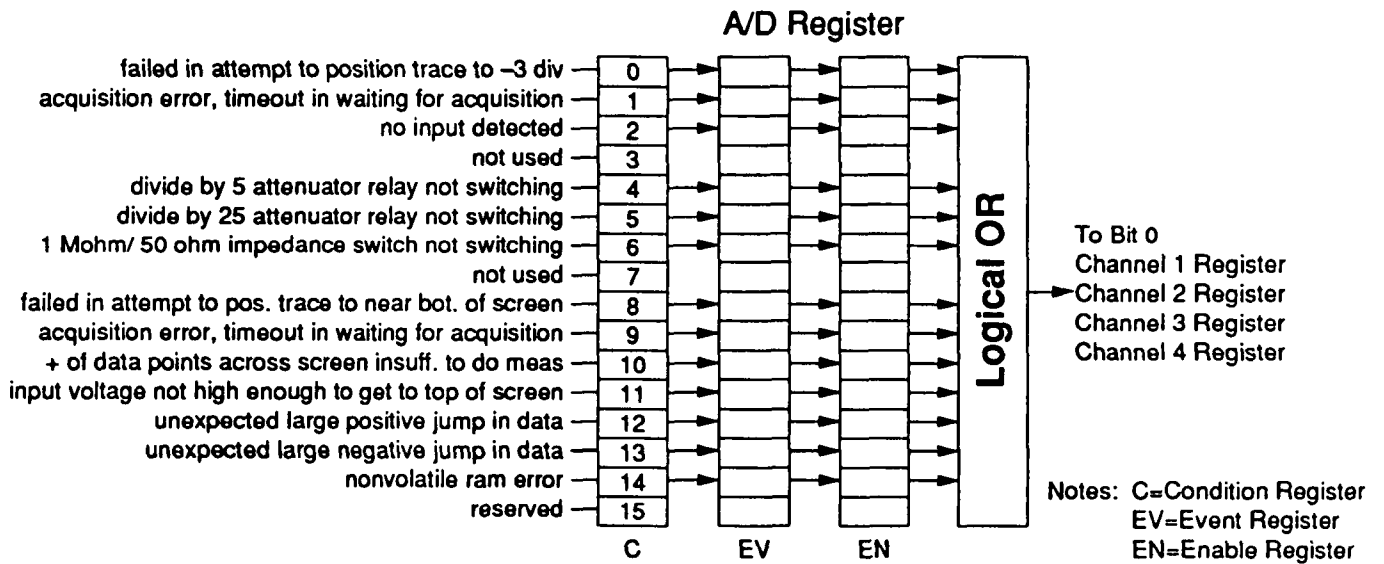 A/D Register
failed in attempt to position trace to –3 div
0
acquisition error, timeout in waiting for acquisition
1
no input detected
2
not used
3
divide by 5 attenuator relay not switching
4
divide by 25 attenuator relay not switching
5
1 Mohm/ 50 ohm impedance switch not switching
6
not used
7
failed in attempt to pos. trace to near bot. of screen
8
acquisition error, timeout in waiting for acquisition
9
+ of data points across screen insuff. to do meas
10
input voltage not high enough to get to top of screen
11
unexpected large positive jump in data
12
unexpected large negative jump in data
13
nonvolatile ram error
14
reserved
15
C
EV
EN
Logical OR
To Bit 0
Channel 1 Register
Channel 2 Register
Channel 3 Register
Channel 4 Register
Notes: C=Condition Register
EV=Event Register
EN=Enable Register